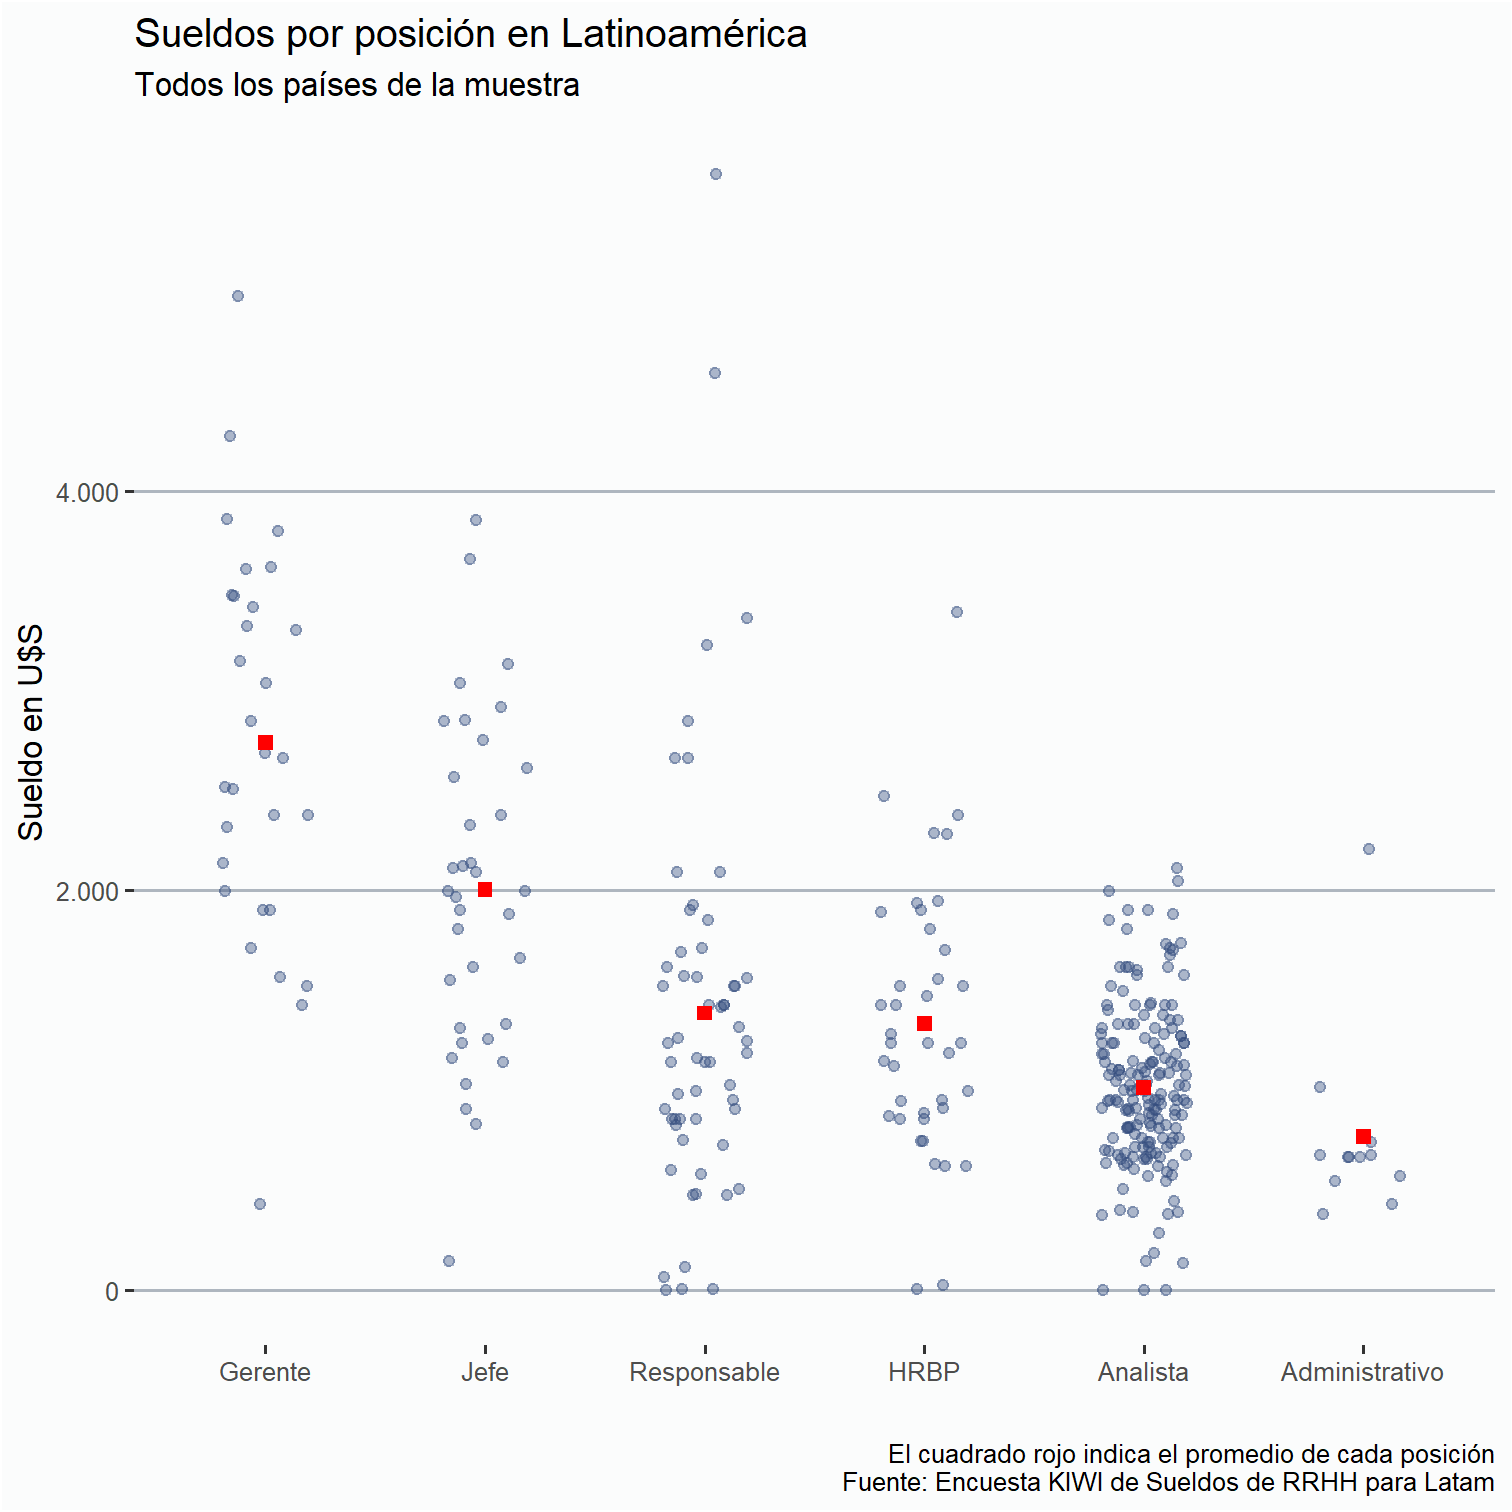 Sueldos por posición en Latinoamérica
Todos los países de la muestra
Sueldo en U$S
4.000
2.000
0
Gerente Jefe Responsable HRBP Analista Administrativo
El cuadrado rojo indica el promedio de cada posición
Fuente: Encuesta KIWI de Sueldos de RRHH para Latam